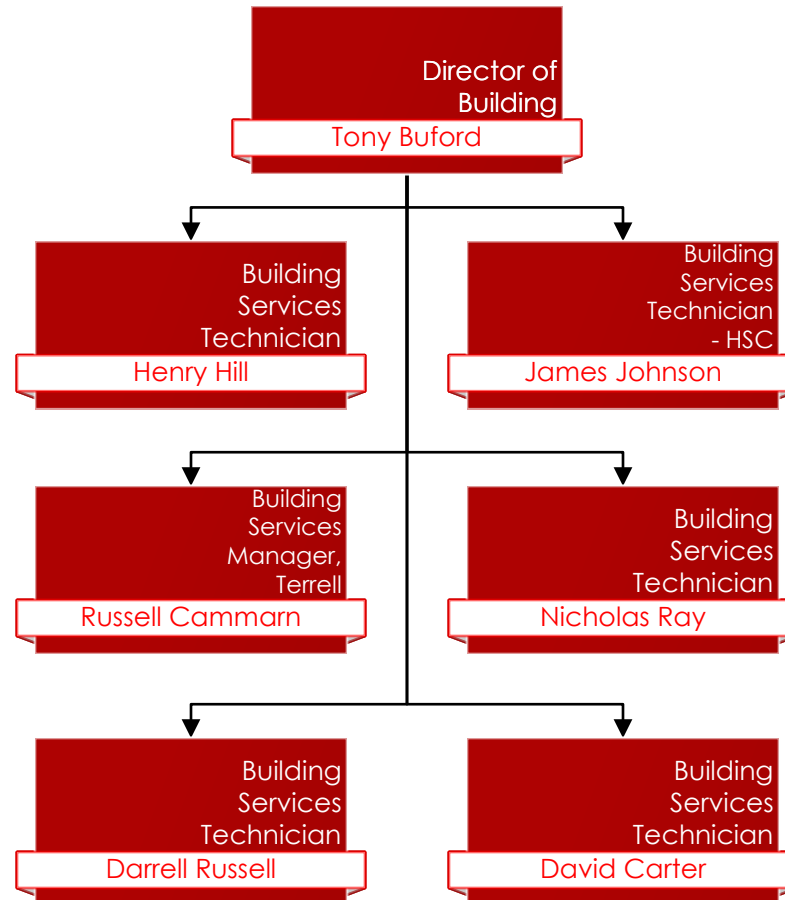 Director of
Building
Tony Buford
Building
Services
Technician
Henry Hill
Building
Services
Technician
- HSC
James Johnson
Building
Services
Manager,
Terrell
Russell Cammarn
Building
Services
Technician
Nicholas Ray
Building
Services
Technician
Darrell Russell
Building
Services
Technician
David Carter